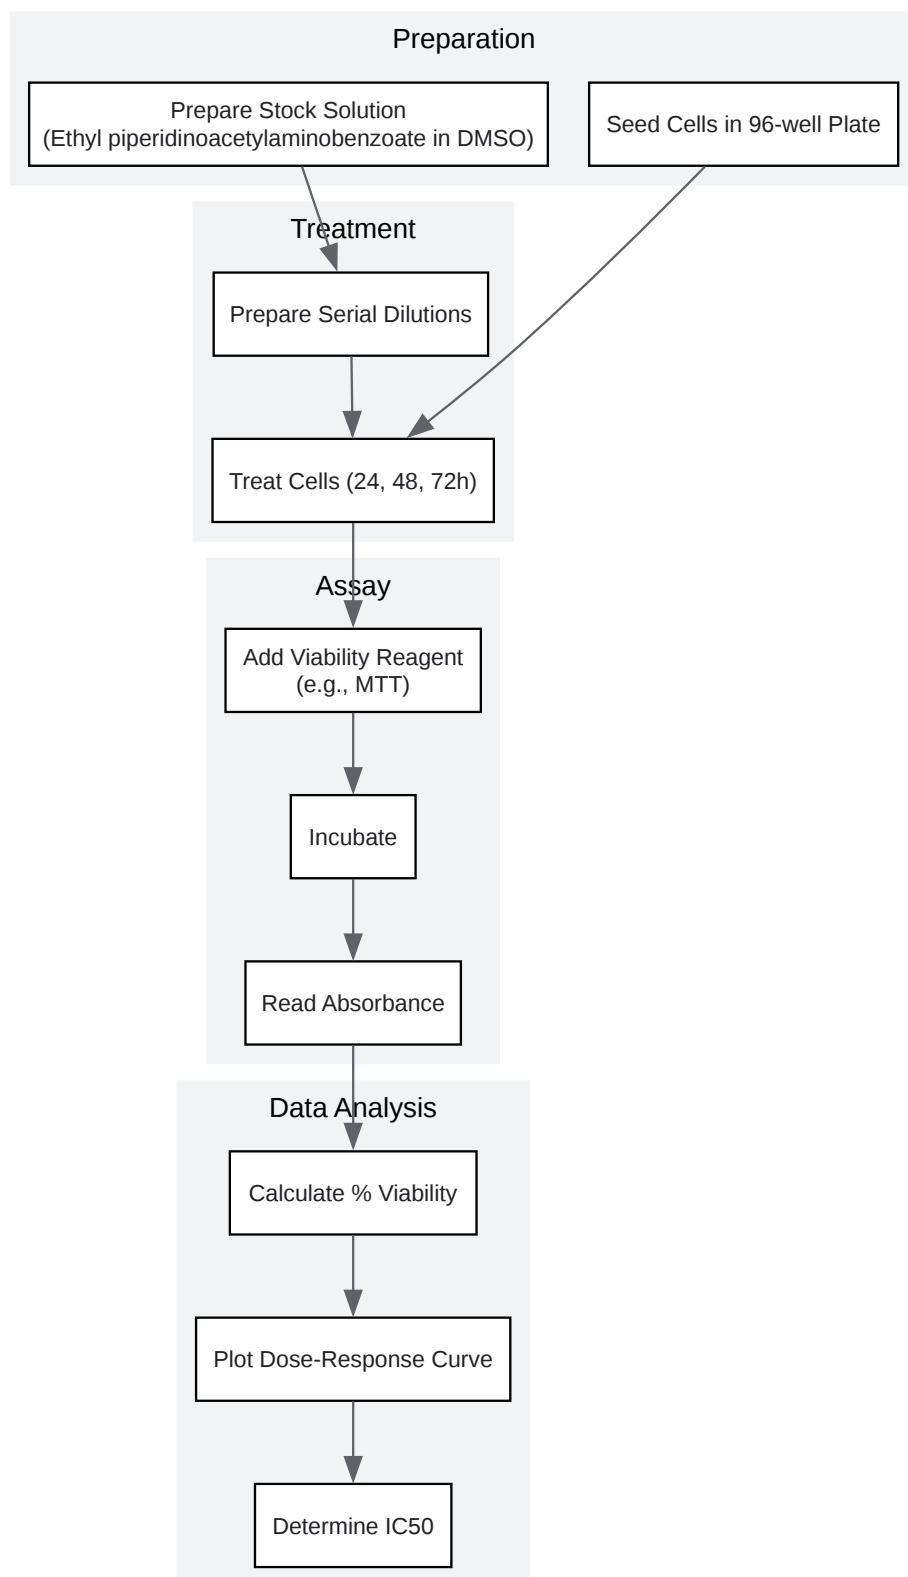 Preparation
Prepare Stock Solution
(Ethyl piperidinoacetylaminobenzoate in DMSO)
Seed Cells in 96-well Plate
Treatment
Prepare Serial Dilutions
Treat Cells (24, 48, 72h)
Assay
Add Viability Reagent
(e.g., MTT)
Incubate
Read Absorbance
Data Analysis
Calculate % Viability
Plot Dose-Response Curve
Determine IC50